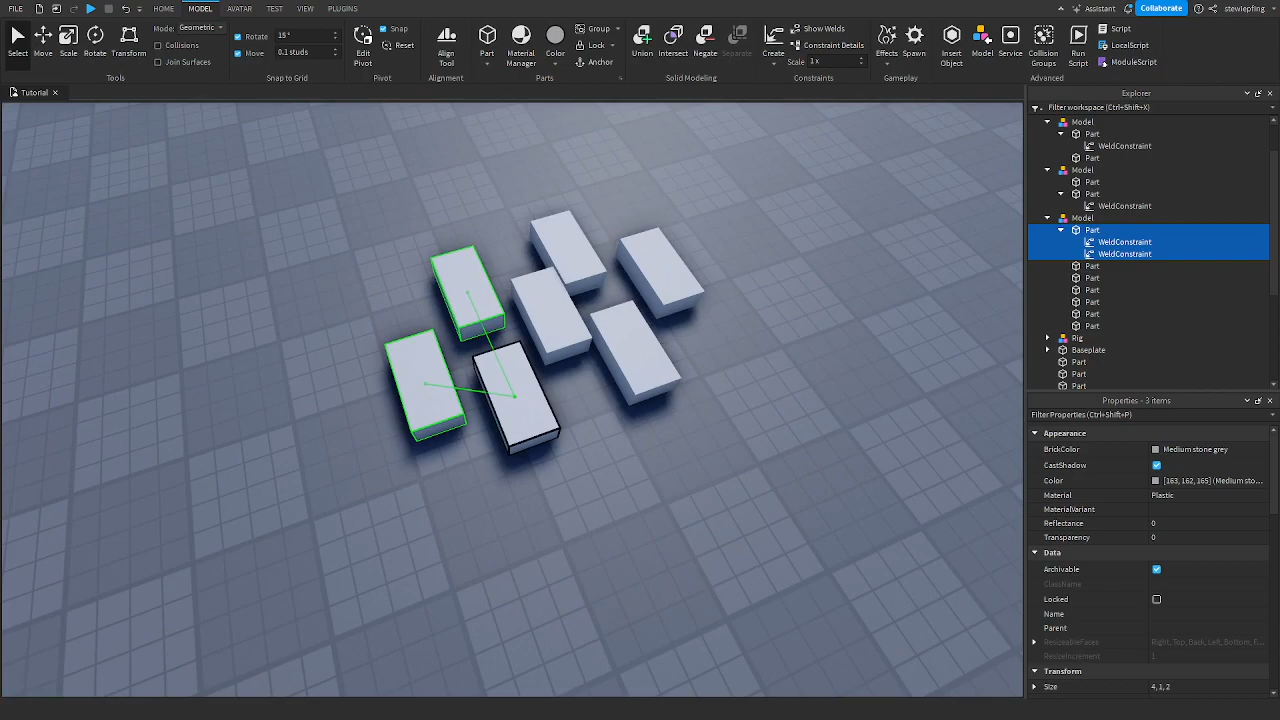 FILE HOME MODEL AVATAR TEST VIEW PLUGINS Assistant Collaborate stewiepfing
Select Move Scale Rotate Transform
Mode: Geometric
Collisions
Join Surfaces
Tools
Rotate 15°
Move 0.1 studs
Snap to Grid
Edit Pivot
Snap
Reset
Pivot
Align Tool
Alignment
Part Material Manager Color
Group
Lock
Anchor
Parts
Union Intersect Negate Separate
Solid Modeling
Create
Show Welds
Constraint Details
Scale 1 x
Constraints
Effects Spawn
Gameplay
Insert Object Model Service Collision Groups Run Script
Script
LocalScript
ModuleScript
Advanced
Tutorial
Explorer
Filter workspace (Ctrl+Shift+X)
Model
Part
WeldConstraint
Part
Model
Part
Part
WeldConstraint
Model
Part
WeldConstraint
WeldConstraint
Part
Part
Part
Part
Part
Part
Rig
Baseplate
Part
Part
Part
Properties - 3 items
Filter Properties (Ctrl+Shift+P)
Appearance
BrickColor Medium stone grey
CastShadow
Color [163, 162, 165] (Medium sto...
Material Plastic
MaterialVariant
Reflectance 0
Transparency 0
Data
Archivable
ClassName
Locked
Name
Parent
ResizeableFaces Right, Top, Back, Left, Bottom, F...
ResizeIncrement 1
Transform
Size 4, 1, 2